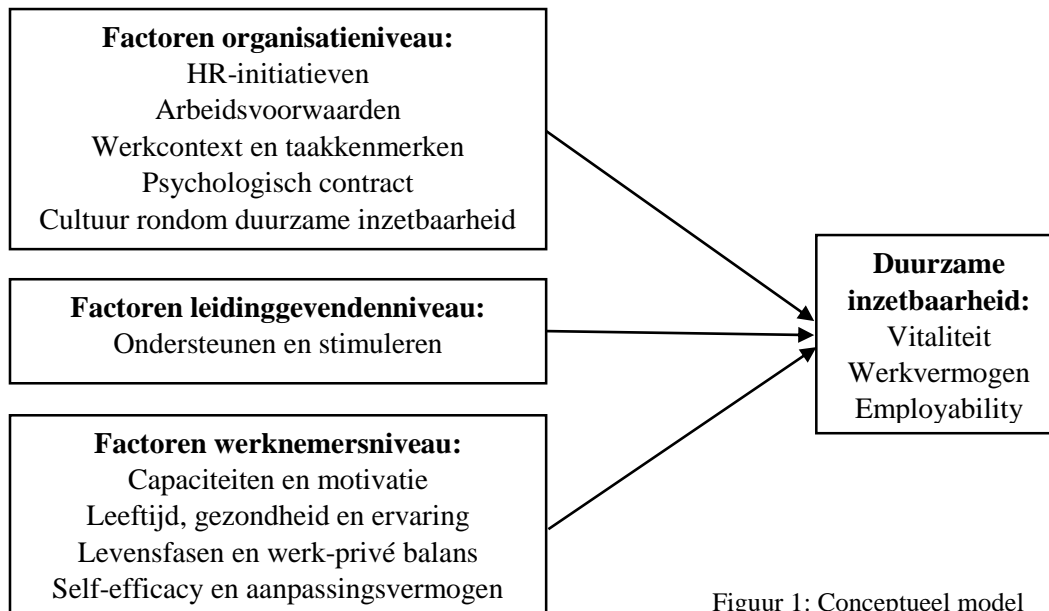 Factoren organisatieniveau:
HR-initiatieven
Arbeidsvoorwaarden
Werkcontext en taakkenmerken
Psychologisch contract
Cultuur rondom duurzame inzetbaarheid
Factoren leidinggevendenniveau:
Ondersteunen en stimuleren
Factoren werknemersniveau:
Capaciteiten en motivatie
Leeftijd, gezondheid en ervaring
Levensfasen en werk-privé balans
Self-efficacy en aanpassingsvermogen
Duurzame
inzetbaarheid:
Vitaliteit
Werkvermogen
Employability
Figuur 1: Conceptueel model